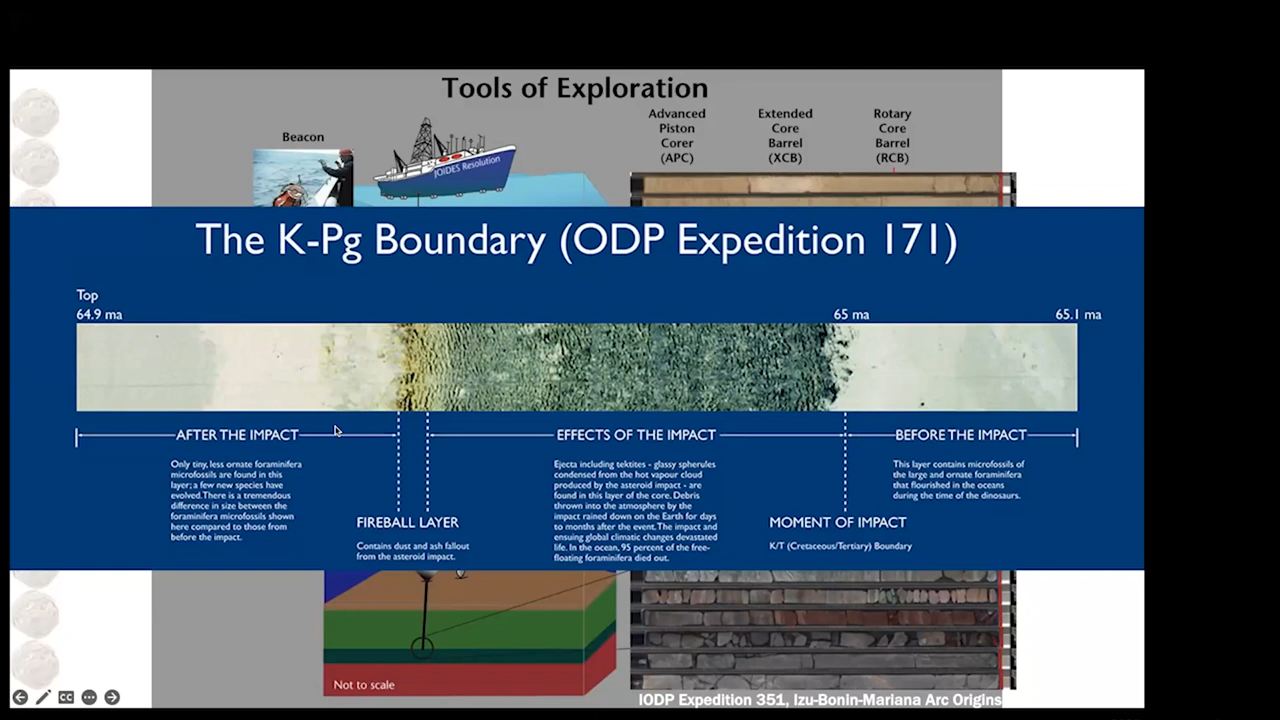 Tools of Exploration
Beacon
JOIDES Resolution
Advanced
Piston
Corer
(APC)
Extended
Core
Barrel
(XCB)
Rotary
Core
Barrel
(RCB)
The K-Pg Boundary (ODP Expedition 171)
Top
64.9 ma
65 ma
65.1 ma
AFTER THE IMPACT
EFFECTS OF THE IMPACT
BEFORE THE IMPACT
Only tiny, less ornate foraminifera
microfossils are found in this
layer; a few new species have
evolved. There is a tremendous
difference in size between the
foraminifera microfossils shown
here compared to those from
before the impact.
FIREBALL LAYER
Contains dust and ash fallout
from the asteroid impact.
Ejecta including tektites - glassy spherules
condensed from the hot vapour cloud
produced by the asteroid impact - are
found in this layer of the core. Debris
thrown into the atmosphere by the
impact rained down on the Earth for days
to months after the event. The impact and
ensuing global climatic changes devastated
life. In the ocean, 95 percent of the free-
floating foraminifera died out.
This layer contains microfossils of
the large and ornate foraminifera
that flourished in the oceans
during the time of the dinosaurs.
MOMENT OF IMPACT
K/T (Cretaceous/Tertiary) Boundary
Not to scale
IODP Expedition 351, Izu-Bonin-Mariana Arc Origins
CC